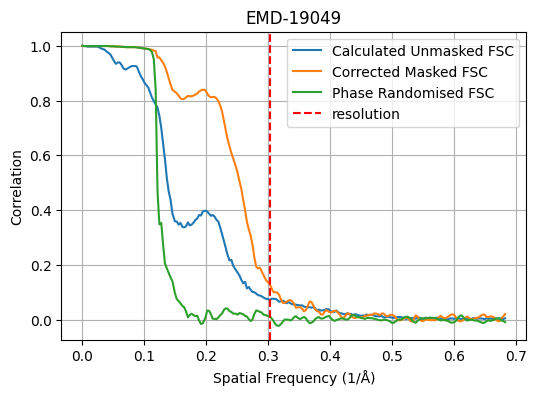 EMD-19049
Calculated Unmasked FSC
Corrected Masked FSC
Phase Randomised FSC
resolution
Correlation
1.0
0.8
0.6
0.4
0.2
0.0
0.0 0.1 0.2 0.3 0.4 0.5 0.6 0.7
Spatial Frequency (1/Å)